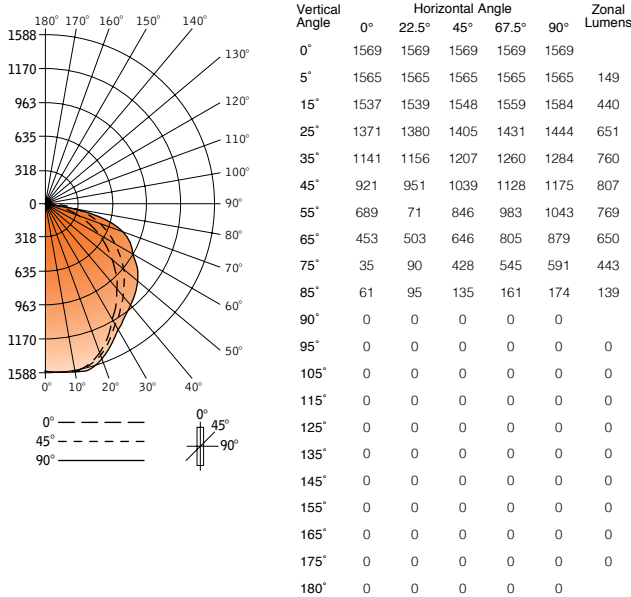 180° 170° 160° 150° 140°
1588
1170
963
635
318
0
318
635
963
1170
1588
130°
120°
110°
100°
90°
80°
70°
60°
50°
0° 10° 20° 30° 40°
0°
45°
90°
0°
45°
90°
Vertical Angle Horizontal Angle Zonal Lumens
0° 22.5° 45° 67.5° 90°
0° 1569 1569 1569 1569 1569
5° 1565 1565 1565 1565 1565 149
15° 1537 1539 1548 1559 1584 440
25° 1371 1380 1405 1431 1444 651
35° 1141 1156 1207 1260 1284 760
45° 921 951 1039 1128 1175 807
55° 689 71 846 983 1043 769
65° 453 503 646 805 879 650
75° 35 90 428 545 591 443
85° 61 95 135 161 174 139
90° 0 0 0 0 0
95° 0 0 0 0 0 0
105° 0 0 0 0 0 0
115° 0 0 0 0 0 0
125° 0 0 0 0 0 0
135° 0 0 0 0 0 0
145° 0 0 0 0 0 0
155° 0 0 0 0 0 0
165° 0 0 0 0 0 0
175° 0 0 0 0 0 0
180° 0 0 0 0 0